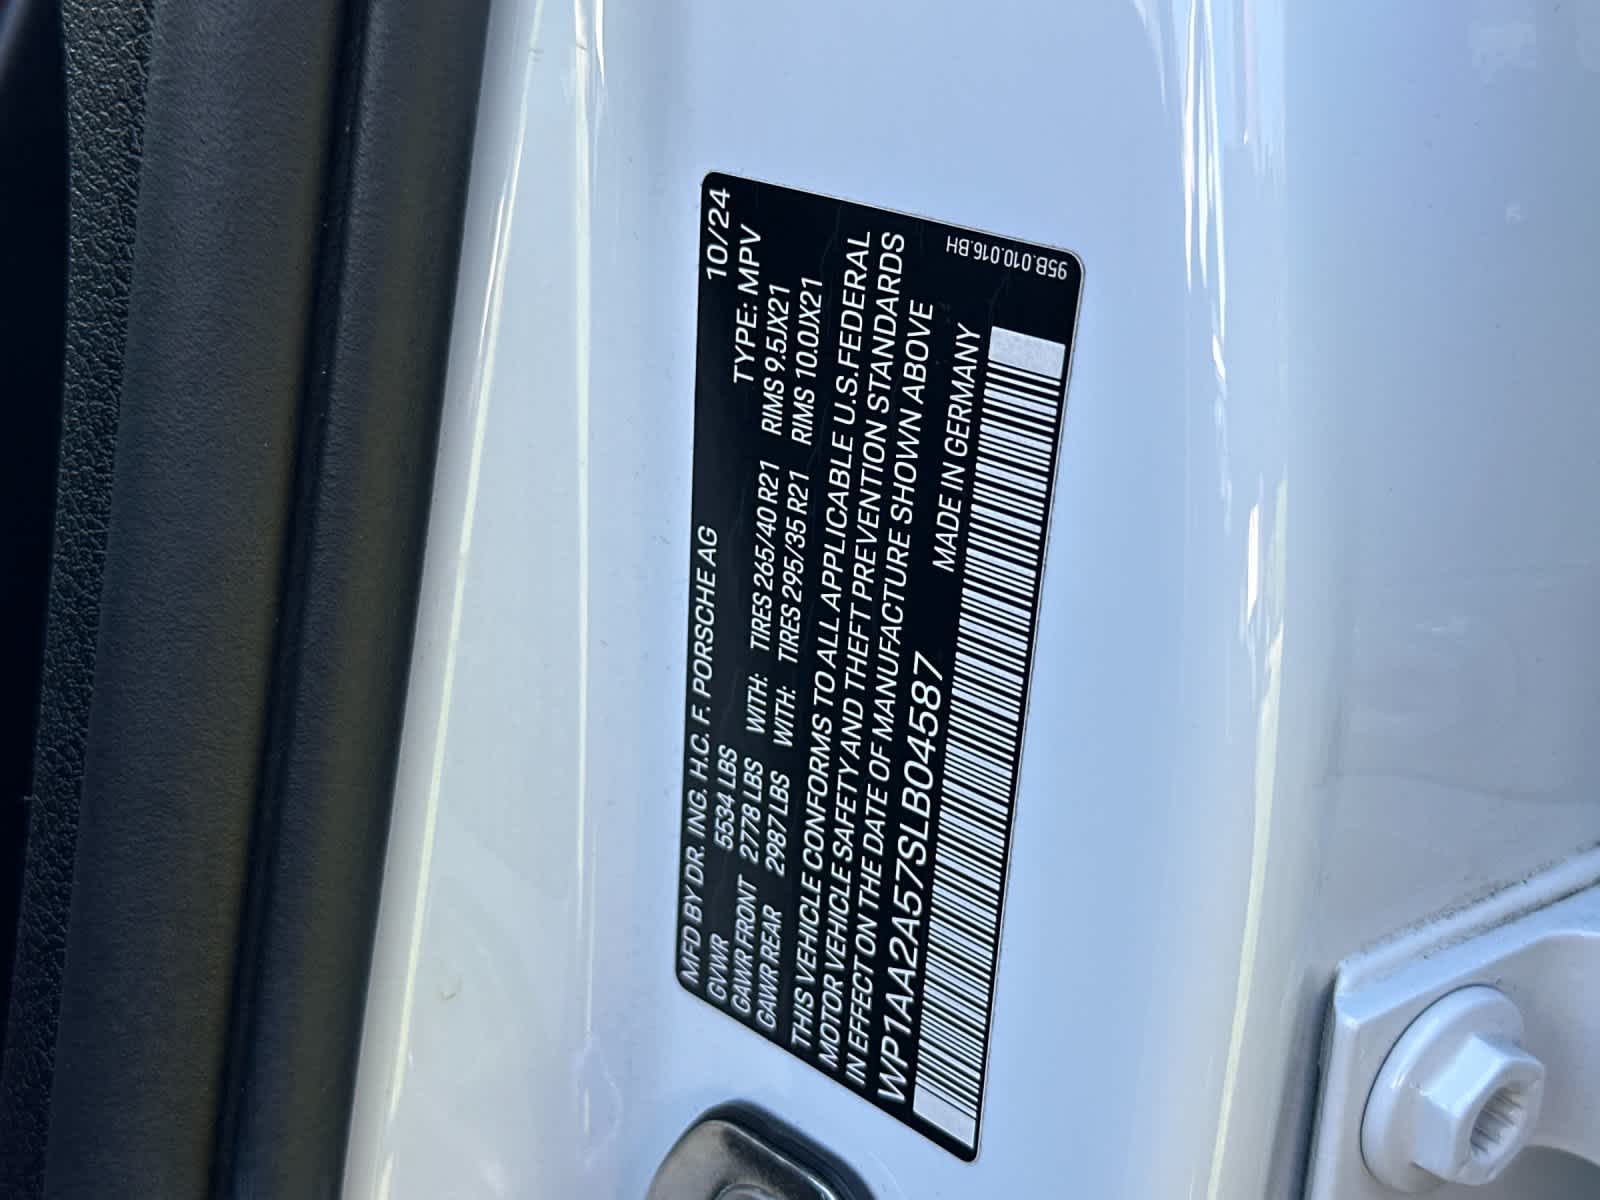 MFD BY DR. ING. H.C. F. PORSCHE AG 10/24
GVWR 5534 LBS TYPE: MPV
GAWR FRONT 2778 LBS WITH: TIRES 265/40 R21 RIMS 9.5JX21
GAWR REAR 2987 LBS WITH: TIRES 295/35 R21 RIMS 10.0JX21
THIS VEHICLE CONFORMS TO ALL APPLICABLE U.S.FEDERAL
MOTOR VEHICLE SAFETY AND THEFT PREVENTION STANDARDS
IN EFFECT ON THE DATE OF MANUFACTURE SHOWN ABOVE
WP1AA2A57SLB04587 MADE IN GERMANY
95B.010.016.BH